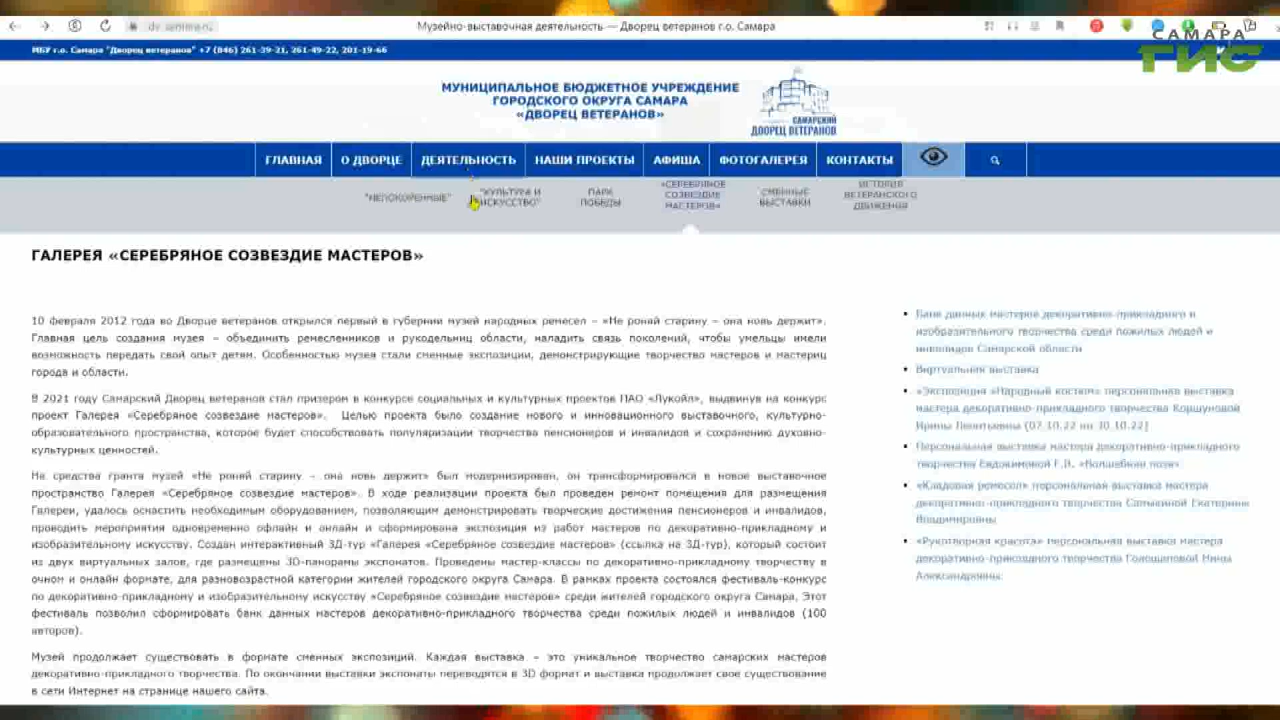 Музейно-выставочная деятельность — Дворец ветеранов г.о. Самара
САМАРА
ГИС
МБУ г.о. Самара "Дворец ветеранов" +7 (846) 261-39-21, 261-49-22, 201-19-66
МУНИЦИПАЛЬНОЕ БЮДЖЕТНОЕ УЧРЕЖДЕНИЕ
ГОРОДСКОГО ОКРУГА САМАРА
«ДВОРЕЦ ВЕТЕРАНОВ»
САМАРСКИЙ
ДВОРЕЦ ВЕТЕРАНОВ
ГЛАВНАЯ О ДВОРЦЕ ДЕЯТЕЛЬНОСТЬ НАШИ ПРОЕКТЫ АФИША ФОТОГАЛЕРЕЯ КОНТАКТЫ
"НЕПОКОРЕННЫЕ"
"КУЛЬТУРА И
ИСКУССТВО"
ПАРК
ПОБЕДЫ
«СЕРЕБРЯНОЕ
СОЗВЕЗДИЕ
МАСТЕРОВ»
СМЕННЫЕ
ВЫСТАВКИ
ИСТОРИЯ
ВЕТЕРАНСКОГО
ДВИЖЕНИЯ
ГАЛЕРЕЯ «СЕРЕБРЯНОЕ СОЗВЕЗДИЕ МАСТЕРОВ»
10 февраля 2012 года во Дворце ветеранов открылся первый в губернии музей народных ремесел – «Не роняй старину – она новь держит».
Главная цель создания музея – объединить ремесленников и рукодельниц области, наладить связь поколений, чтобы умельцы имели
возможность передать свой опыт детям. Особенностью музея стали сменные экспозиции, демонстрирующие творчество мастеров и мастериц
города и области.
В 2021 году Самарский Дворец ветеранов стал призером в конкурсе социальных и культурных проектов ПАО «Лукойл», выдвинув на конкурс
проект Галерея «Серебряное созвездие мастеров». Целью проекта было создание нового и инновационного выставочного, культурно-
образовательного пространства, которое будет способствовать популяризации творчества пенсионеров и инвалидов и сохранению духовно-
культурных ценностей.
На средства гранта музей «Не роняй старину – она новь держит» был модернизирован, он трансформировался в новое выставочное
пространство Галерея «Серебряное созвездие мастеров». В ходе реализации проекта был проведен ремонт помещения для размещения
Галереи, удалось оснастить необходимым оборудованием, позволяющим демонстрировать творческие достижения пенсионеров и инвалидов,
проводить мероприятия одновременно офлайн и онлайн и сформирована экспозиция из работ мастеров по декоративно-прикладному и
изобразительному искусству. Создан интерактивный 3Д-тур «Галерея «Серебряное созвездие мастеров» (ссылка на 3Д-тур), который состоит
из двух виртуальных залов, где размещены 3D-панорамы экспонатов. Проведены мастер-классы по декоративно-прикладному творчеству в
очном и онлайн формате, для разновозрастной категории жителей городского округа Самара. В рамках проекта состоялся фестиваль-конкурс
по декоративно-прикладному и изобразительному искусству «Серебряное созвездие мастеров» среди жителей городского округа Самара. Этот
фестиваль позволил сформировать банк данных мастеров декоративно-прикладного творчества среди пожилых людей и инвалидов (100
авторов).
Музей продолжает существовать в формате сменных экспозиций. Каждая выставка – это уникальное творчество самарских мастеров
декоративно-прикладного творчества. По окончании выставки экспонаты переводятся в 3D формат и выставка продолжает свое существование
в сети Интернет на странице нашего сайта.
Банк данных мастеров декоративно-прикладного и
изобразительного творчества среди пожилых людей и
инвалидов Самарской области
Виртуальная выставка
«Экспозиция «Народный костюм» персональная выставка
мастера декоративно-прикладного творчества Коршуновой
Ирины Леонтьевны (07.10.22 по 30.10.22)
Персональная выставка мастера декоративно-прикладного
творчества Евдокимовой Г.В. «Волшебная лоза»
«Кладовая ремесел» персональная выставка мастера
декоративно-прикладного творчества Екатерины
Владимировны
«Рукотворная красота» персональная выставка мастера
декоративно-прикладного творчества Голощаповой Нины
Александровны